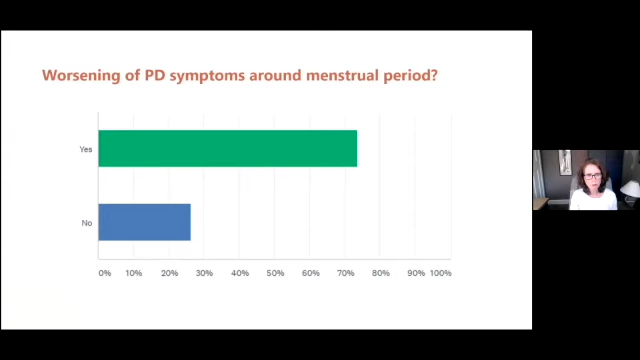 Worsening of PD symptoms around menstrual period?
Yes
No
0% 10% 20% 30% 40% 50% 60% 70% 80% 90% 100%